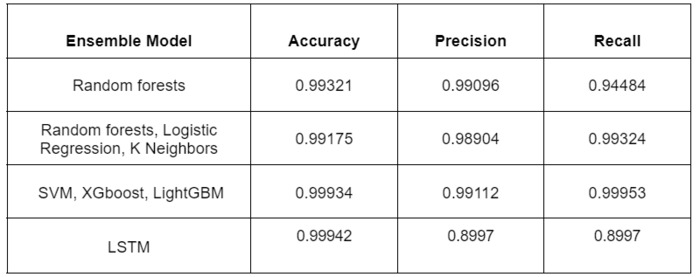 Ensemble Model Accuracy Precision Recall
Random forests 0.99321 0.99096 0.94484
Random forests, Logistic
Regression, K Neighbors 0.99175 0.98904 0.99324
SVM, XGboost, LightGBM 0.99934 0.99112 0.99953
LSTM 0.99942 0.8997 0.8997